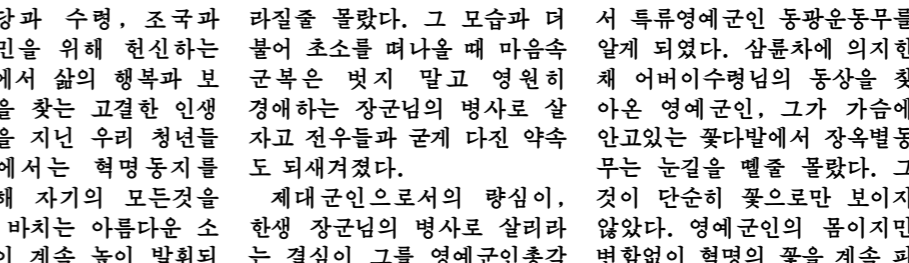 당과 수령, 조국과
민을 위해 헌신하는
에서 삶의 행복과 보
을 찾는 고결한 인생
을 지닌 우리 청년들
에서는 혁명동지를
해 자기의 모든것을
바치는 아름다운 소
이 계속 높이 발휘되
라질줄 몰랐다. 그 모습과 더
불어 초소를 떠나올 때 마음속
군복은 벗지 말고 영원히
경애하는 장군님의 병사로 살
자고 전우들과 굳게 다진 약속
도 되새겨졌다.
제대군인으로서의 량심이,
한생 장군님의 병사로 살리라
는 결심이 그를 영예군인총각
서 특류영예군인 동광운동무를
알게 되였다. 삼륜차에 의지한
채 어버이수령님의 동상을 찾
아온 영예군인, 그가 가슴에
안고있는 꽃다발에서 장옥별동
무는 눈길을 뗄줄 몰랐다. 그
것이 단순히 꽃으로만 보이지
않았다. 영예군인의 몸이지만
변함없이 혁명의 꽃을 계속 피